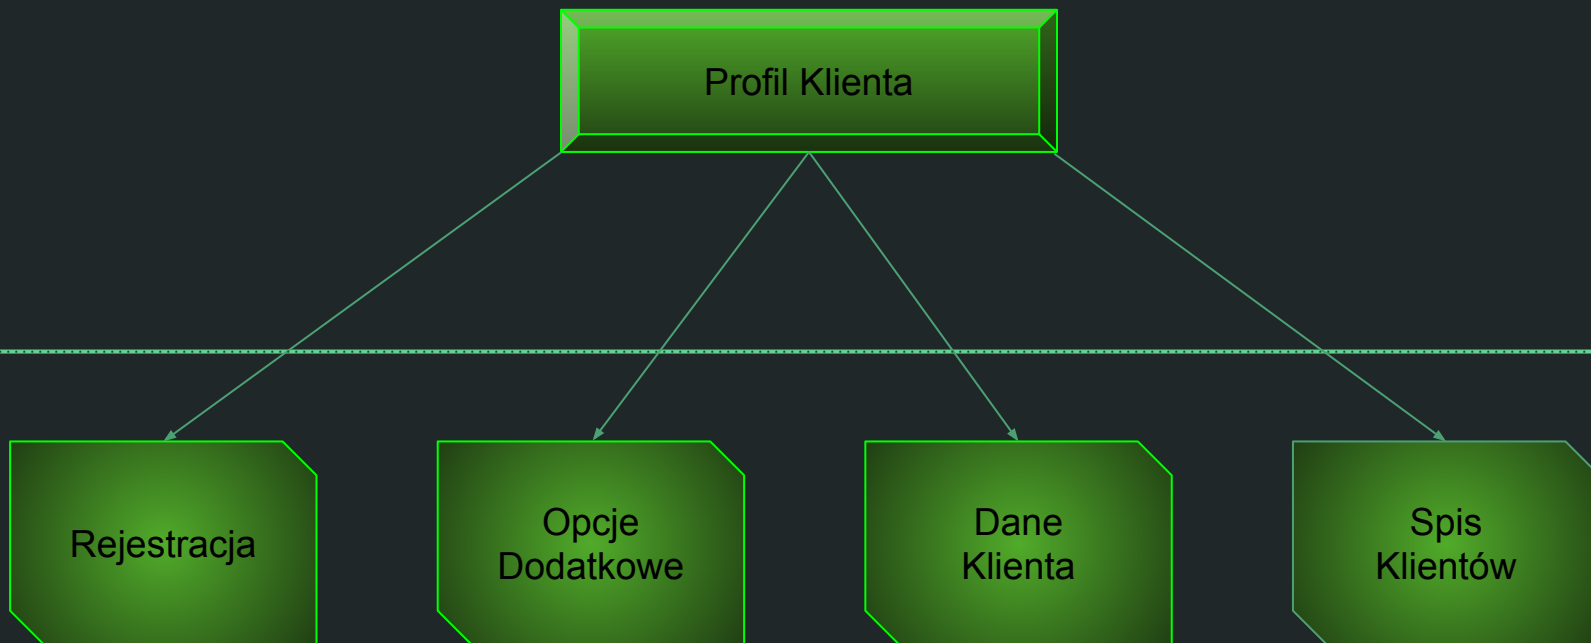 Profil Klienta
Rejestracja
Opcje
Dodatkowe
Dane
Klienta
Spis
Klientów